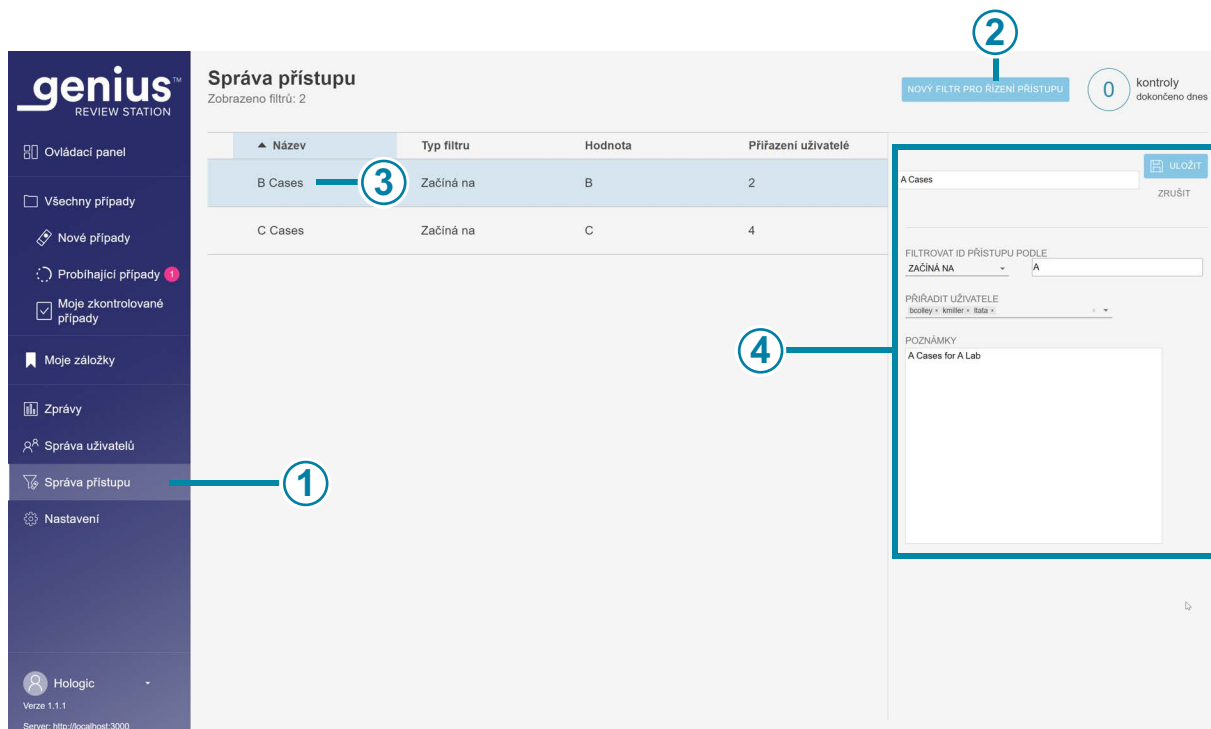 2
genius™
REVIEW STATION
Správa přístupu
Zobrazeno filtrů: 2
NOVÝ FILTR PRO ŘÍZENÍ PŘÍSTUPU
0
kontroly
dokončeno dnes
Ovládací panel
Všechny případy
Nové případy
Probíhající případy 1
Moje zkontrolované
případy
Moje záložky
Zprávy
Správa uživatelů
Správa přístupu
1
Nastavení
Hologic
Verze 1.1.1
Server: http://localhost:3000
Název Typ filtru Hodnota Přiřazení uživatelé
B Cases 3 Začíná na B 2
C Cases Začíná na C 4
ULOŽIT
A Cases
ZRUŠIT
FILTROVAT ID PŘÍSTUPU PODLE
ZAČÍNÁ NA A
PŘIŘADIT UŽIVATELE
bcolley × kmiller × ltata ×
4
POZNÁMKY
A Cases for A Lab